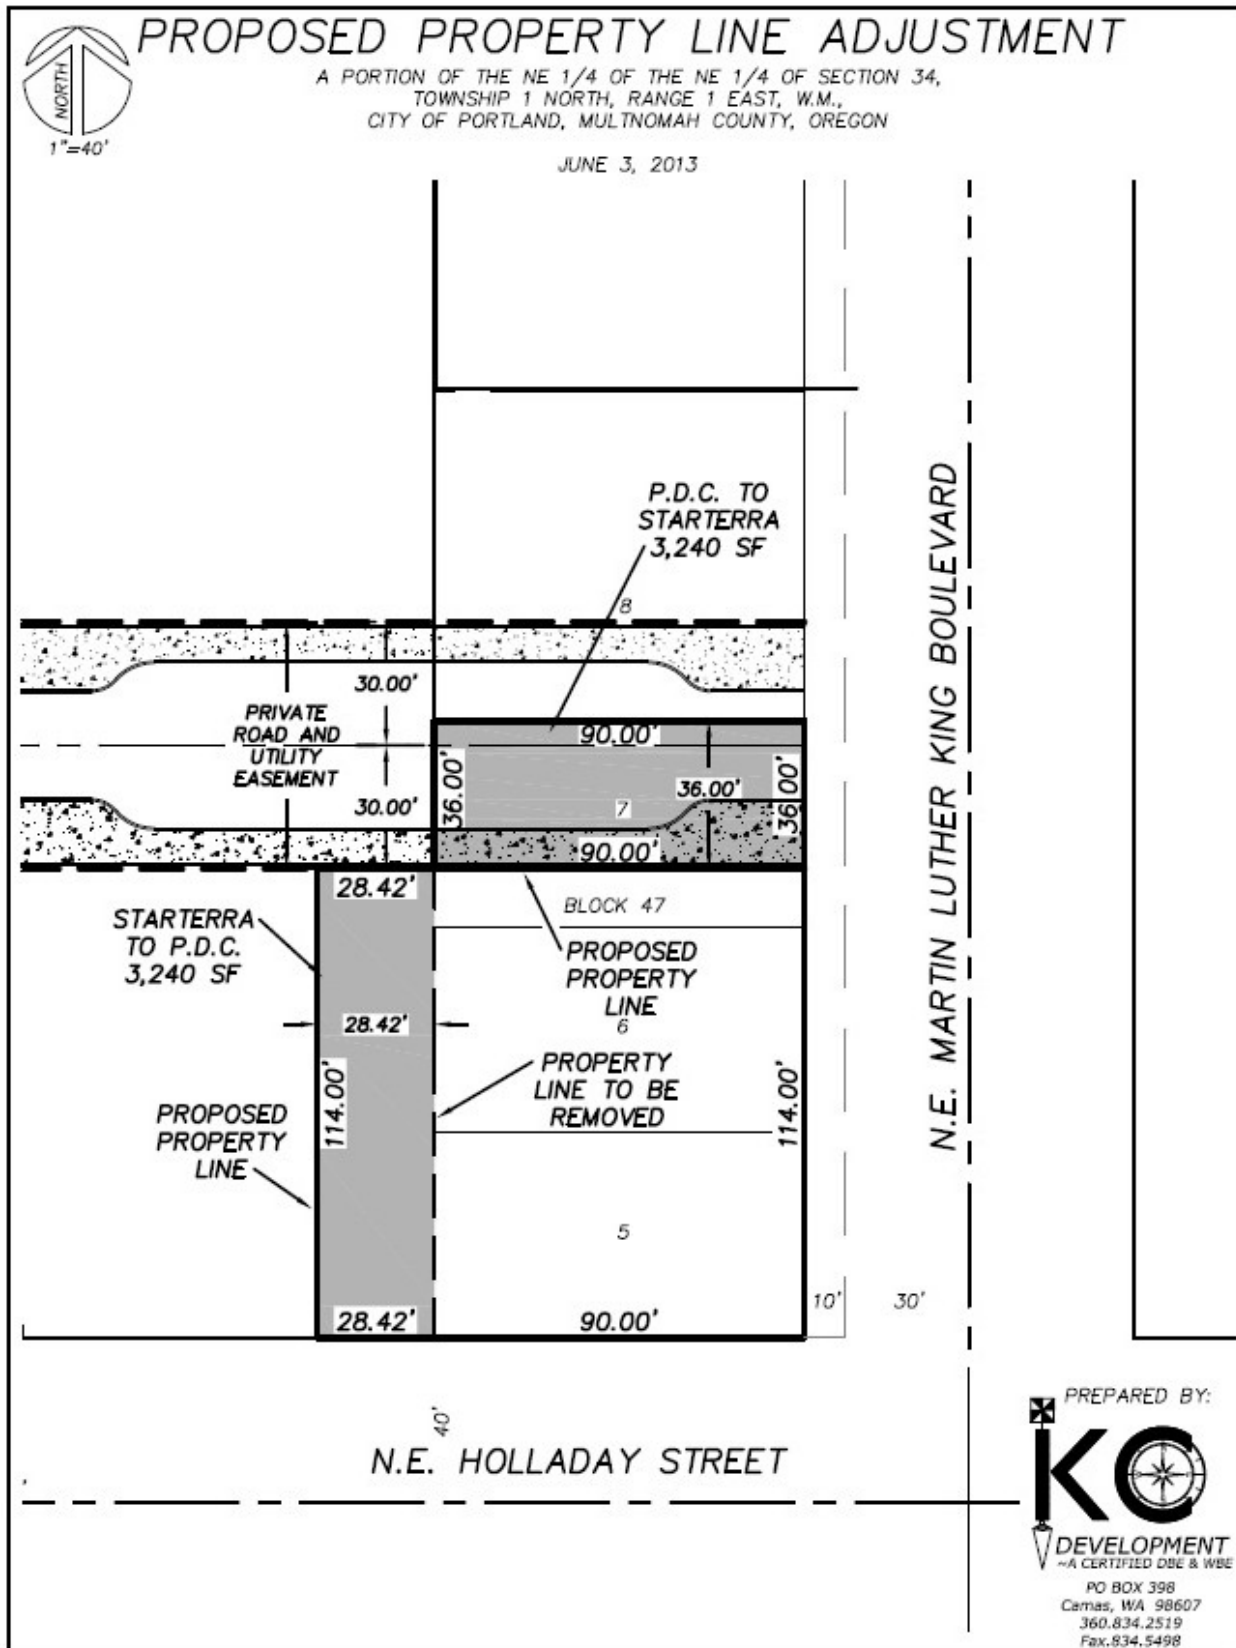 PROPOSED PROPERTY LINE ADJUSTMENT
A PORTION OF THE NE 1/4 OF THE NE 1/4 OF SECTION 34,
TOWNSHIP 1 NORTH, RANGE 1 EAST, W.M.,
CITY OF PORTLAND, MULTNOMAH COUNTY, OREGON
JUNE 3, 2013
NORTH
1"=40'
P.D.C. TO
STARTERRA
3,240 SF
8
30.00'
PRIVATE
ROAD AND
UTILITY
EASEMENT
30.00'
90.00'
36.00'
36.00'
36.00'
7
90.00'
28.42'
BLOCK 47
STARTERRA
TO P.D.C.
3,240 SF
PROPOSED
PROPERTY
LINE
6
28.42'
114.00'
PROPERTY
LINE TO BE
REMOVED
114.00'
PROPOSED
PROPERTY
LINE
5
28.42'
90.00'
10'
30'
N.E. MARTIN LUTHER KING BOULEVARD
40'
N.E. HOLLADAY STREET
PREPARED BY:
KC
DEVELOPMENT
~A CERTIFIED DBE & WBE
PO BOX 398
Camas, WA 98607
360.834.2519
Fax.834.5498